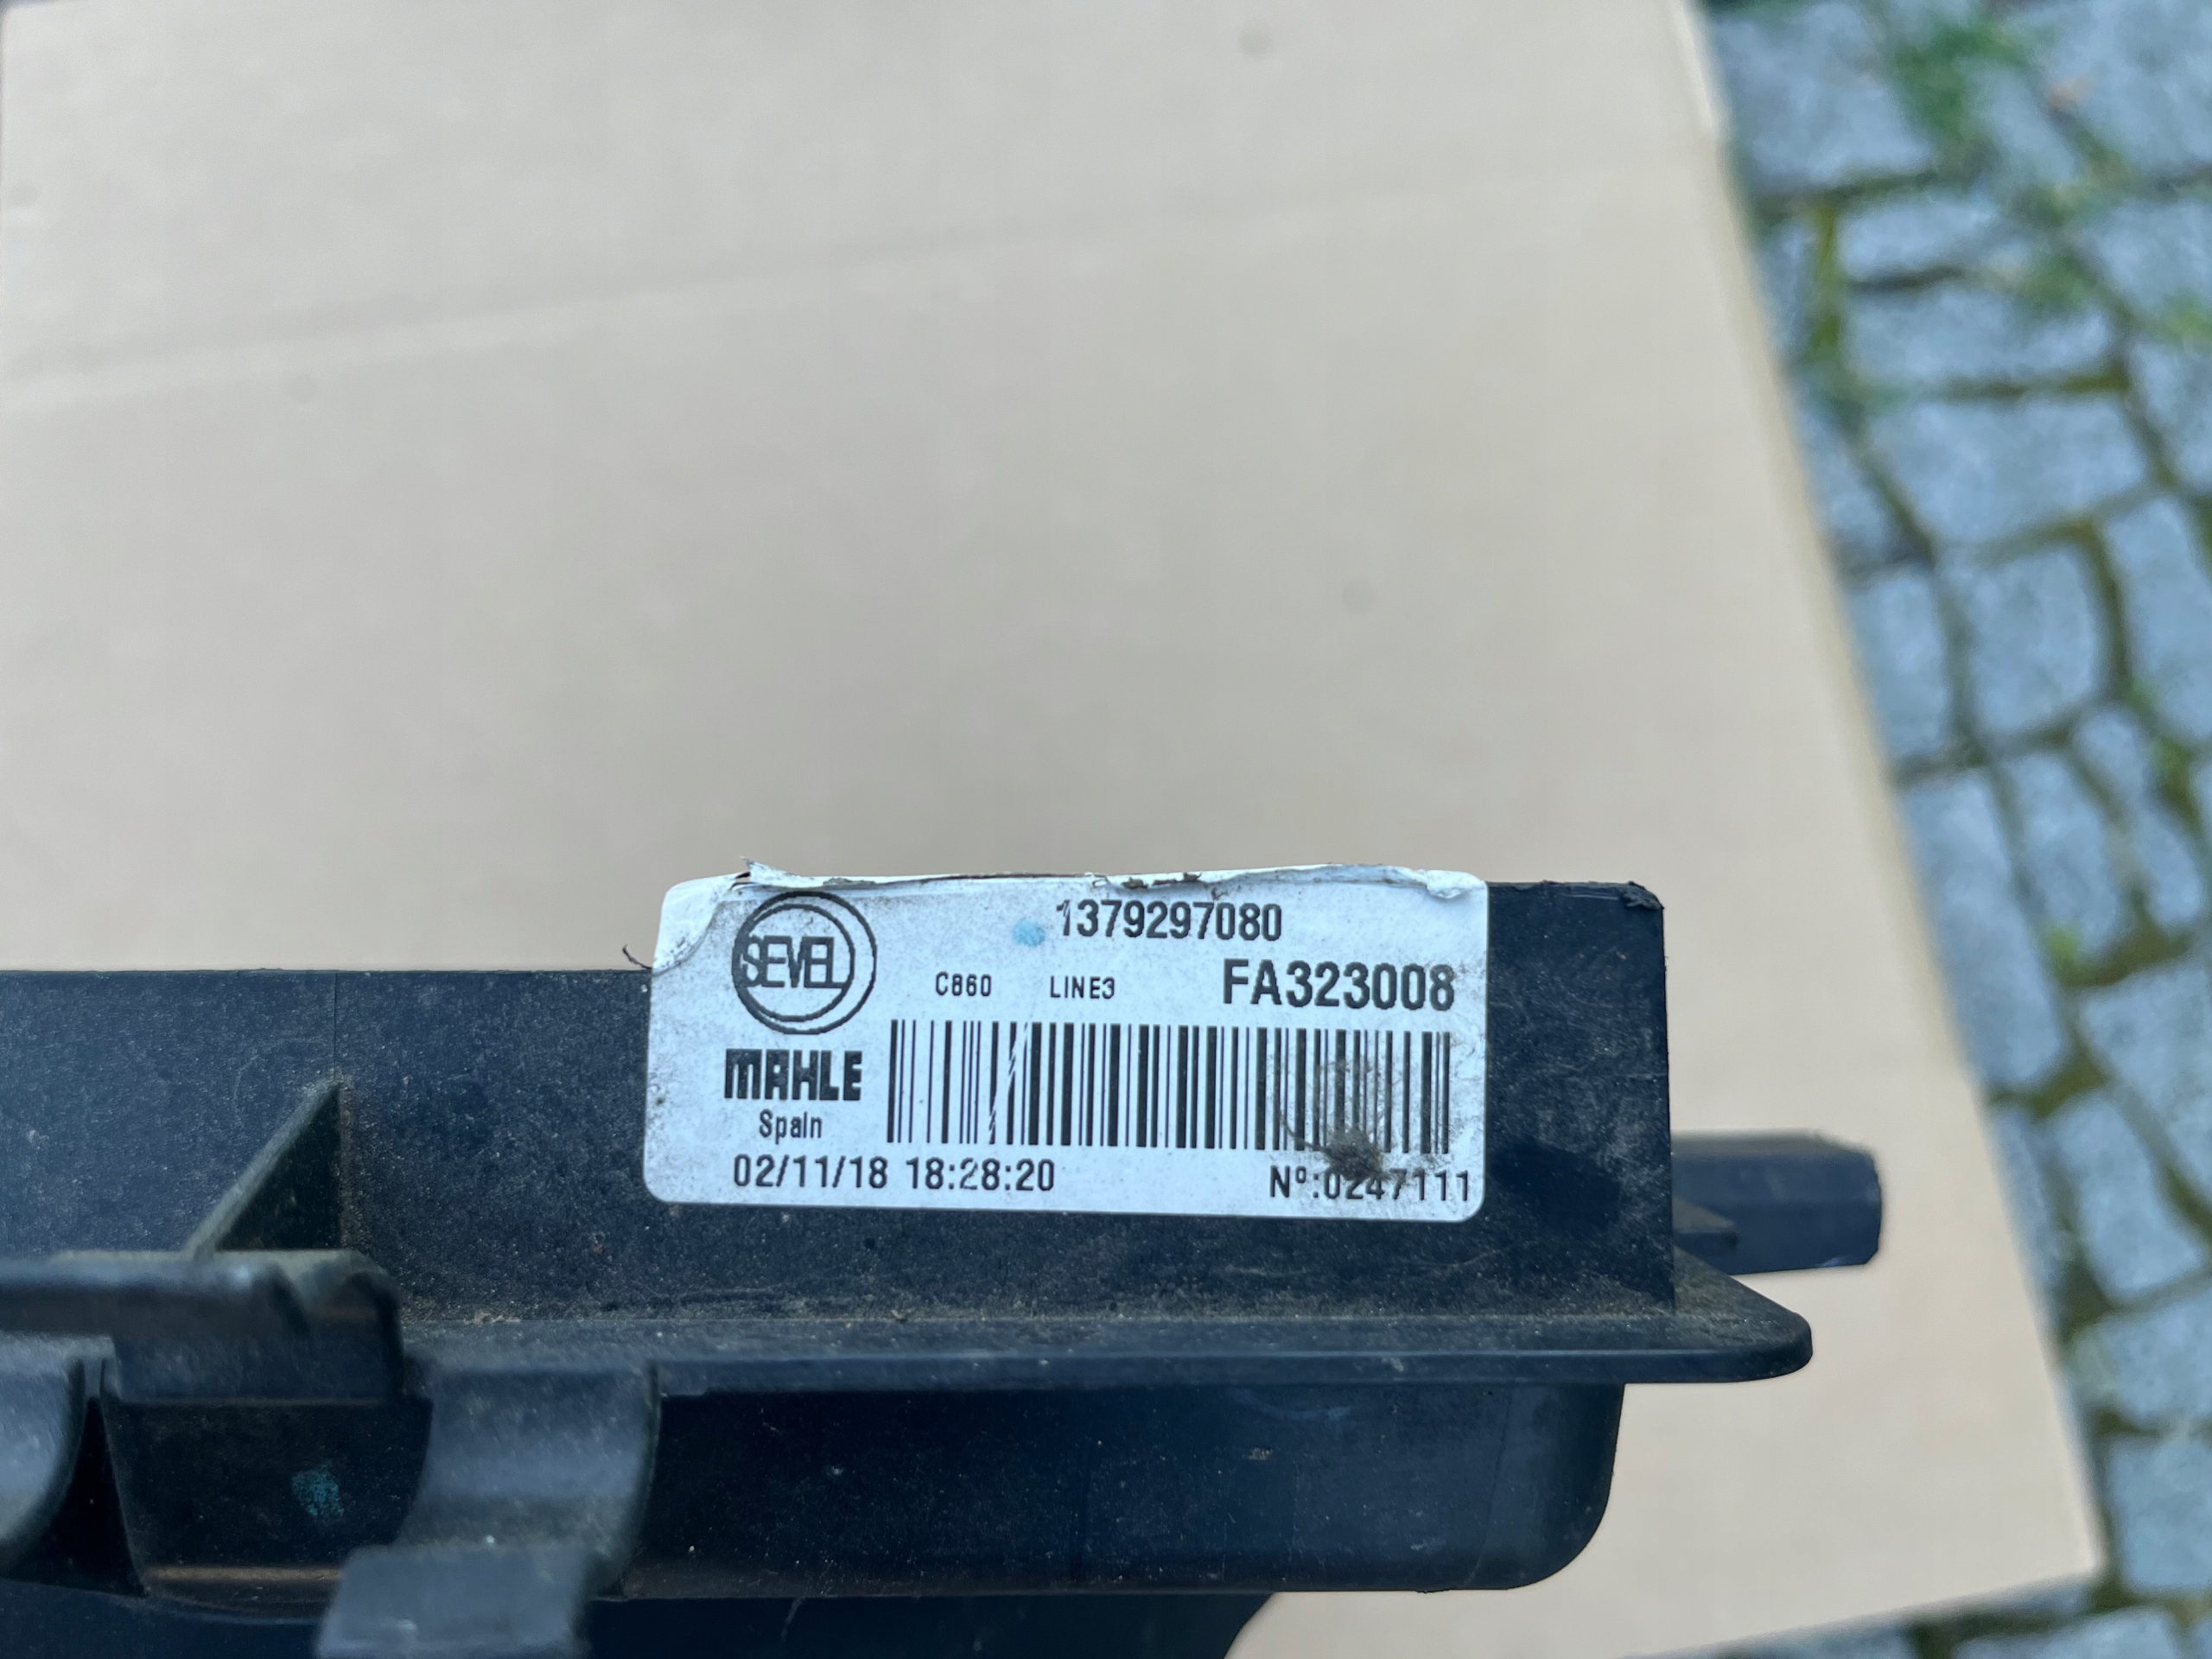 1379297080
SEVEL
C860 LINE3 FA323008
MAHLE
Spain
02/11/18 18:28:20 Nº:0247111